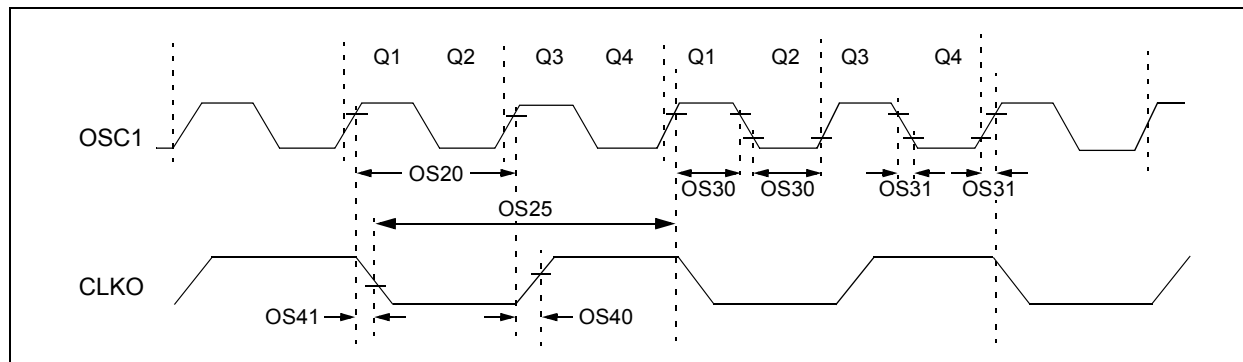 Q1 Q2 Q3 Q4 Q1 Q2 Q3 Q4
OSC1
OS20 OS30 OS30 OS31 OS31
OS25
CLKO
OS41 OS40